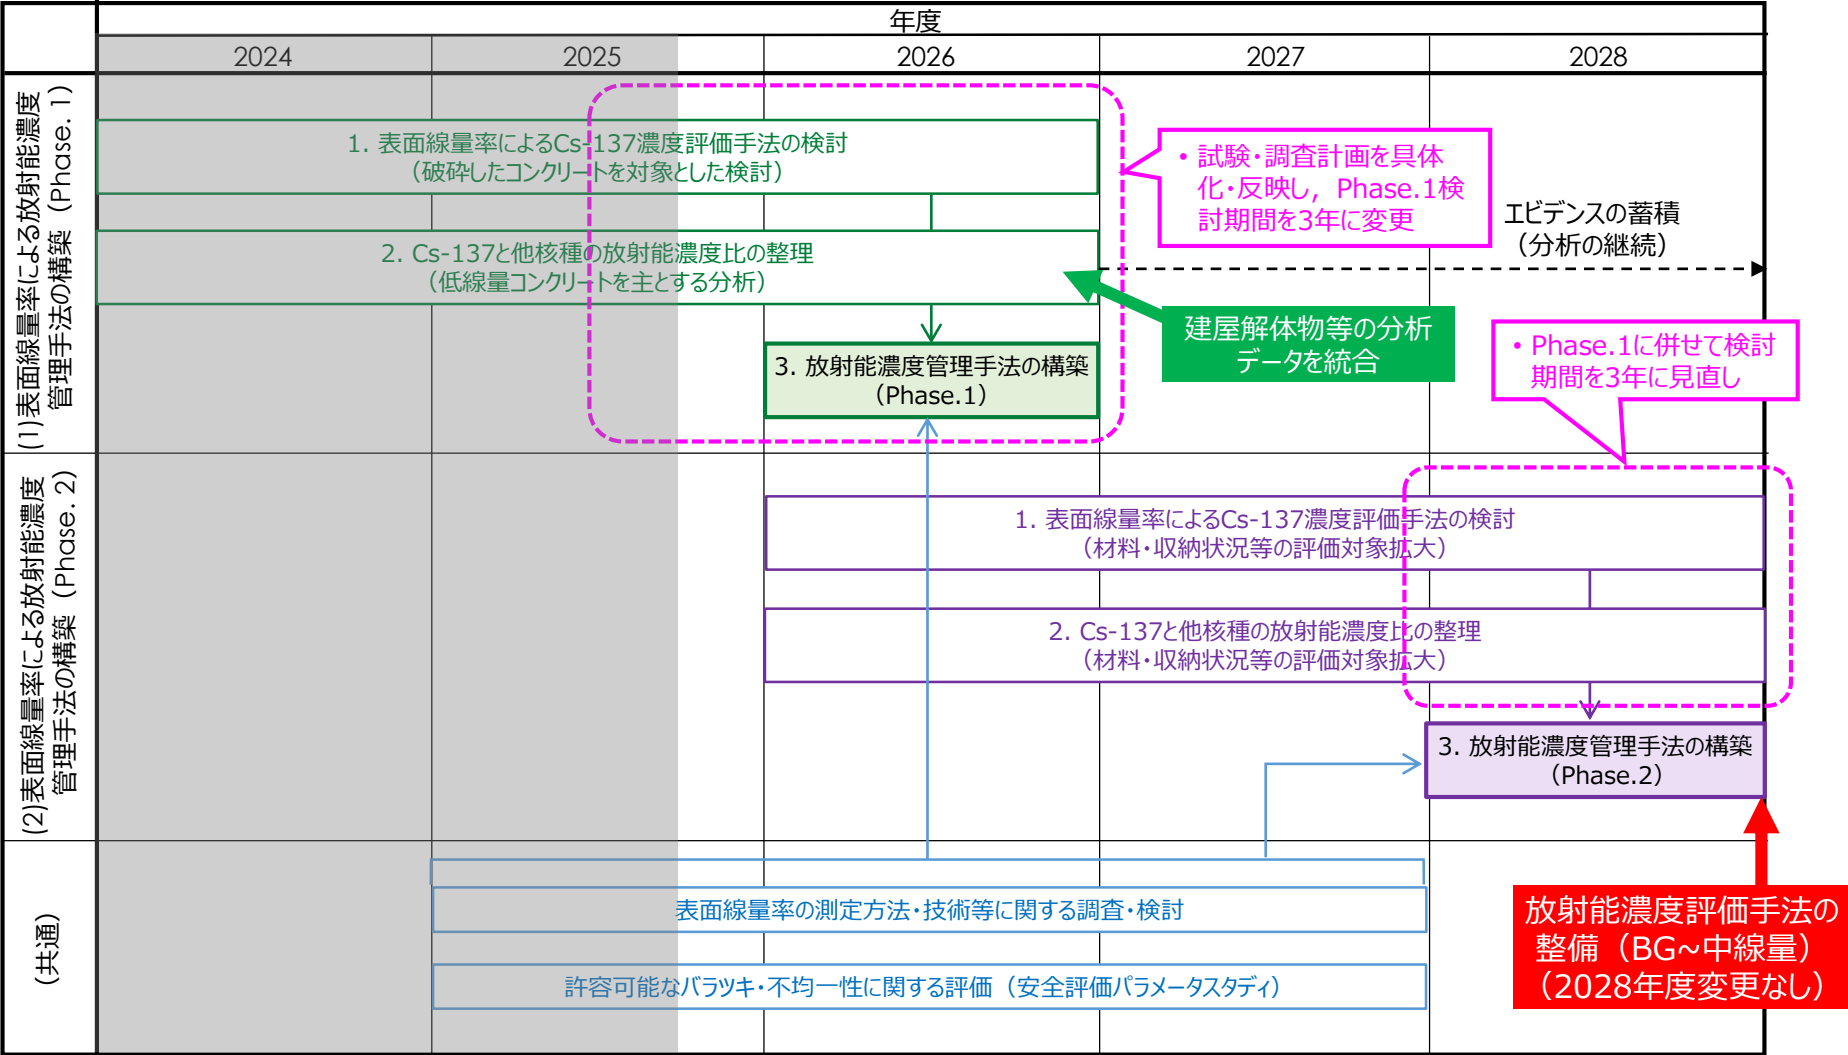 年度
2024
2025
2026
2027
2028
(1)表面線量率による放射能濃度
管理手法の構築（Phase. 1）
1. 表面線量率によるCs-137濃度評価手法の検討
（破砕したコンクリートを対象とした検討）
2. Cs-137と他核種の放射能濃度比の整理
（低線量コンクリートを主とする分析）
3. 放射能濃度管理手法の構築
（Phase.1）
・試験・調査計画を具体
化・反映し，Phase.1検
討期間を3年に変更
エビデンスの蓄積
（分析の継続）
建屋解体物等の分析
データを統合
・Phase.1に併せて検討
期間を3年に見直し
(2)表面線量率による放射能濃度
管理手法の構築（Phase. 2）
1. 表面線量率によるCs-137濃度評価手法の検討
（材料・収納状況等の評価対象拡大）
2. Cs-137と他核種の放射能濃度比の整理
（材料・収納状況等の評価対象拡大）
3. 放射能濃度管理手法の構築
（Phase.2）
(共通)
表面線量率の測定方法・技術等に関する調査・検討
許容可能なバラツキ・不均一性に関する評価（安全評価パラメータスタディ）
放射能濃度評価手法の
整備（BG~中線量）
（2028年度変更なし）